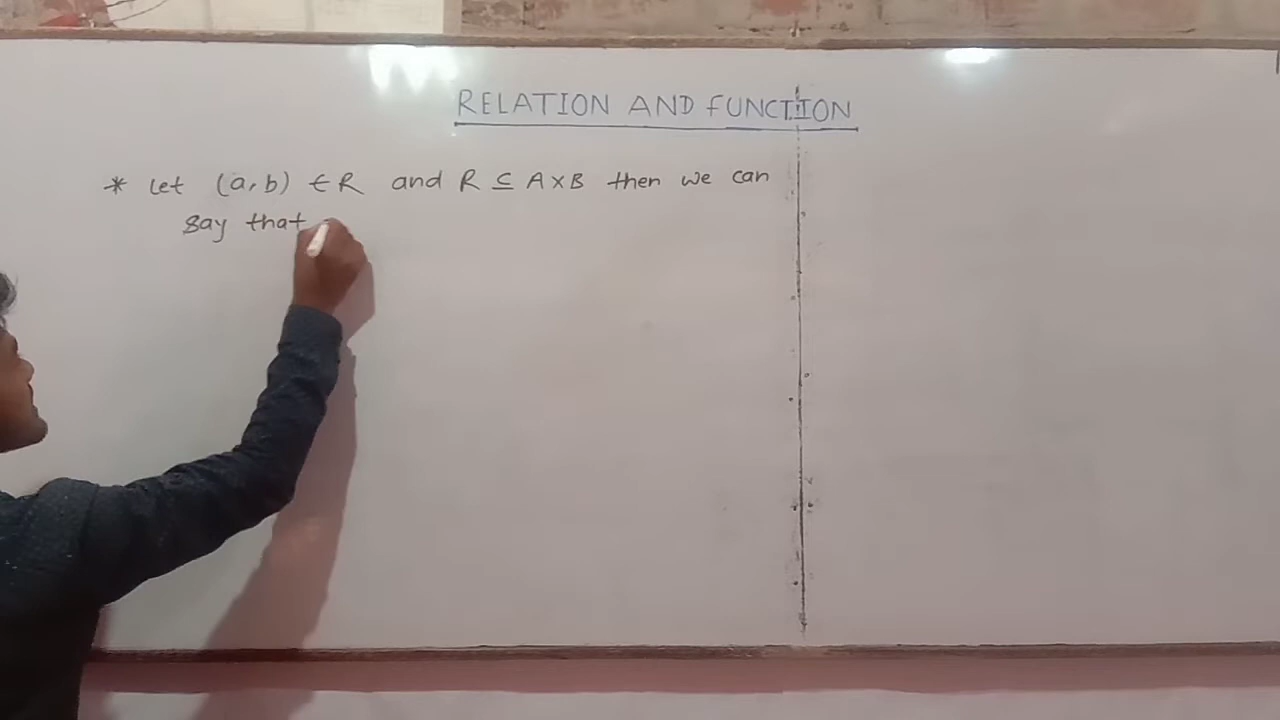 RELATION AND FUNCTION
* Let (a,b) ∈ R and R ⊆ A×B then we can
say that